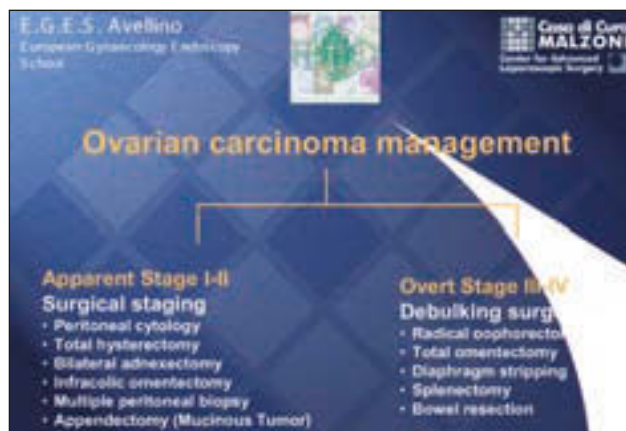 E.G.E.S. Avellino
European Gynaecology Endoscopy
School
Casa di Cura
MALZONI
Center for Advanced
Laparoscopic Surgery
Ovarian carcinoma management
Apparent Stage I-II
Surgical staging
• Peritoneal cytology
• Total hysterectomy
• Bilateral adnexectomy
• Infracolic omentectomy
• Multiple peritoneal biopsy
• Appendectomy (Mucinous Tumor)
Overt Stage III-IV
Debulking surg
• Radical oophorecto
• Total omentectomy
• Diaphragm stripping
• Splenectomy
• Bowel resection